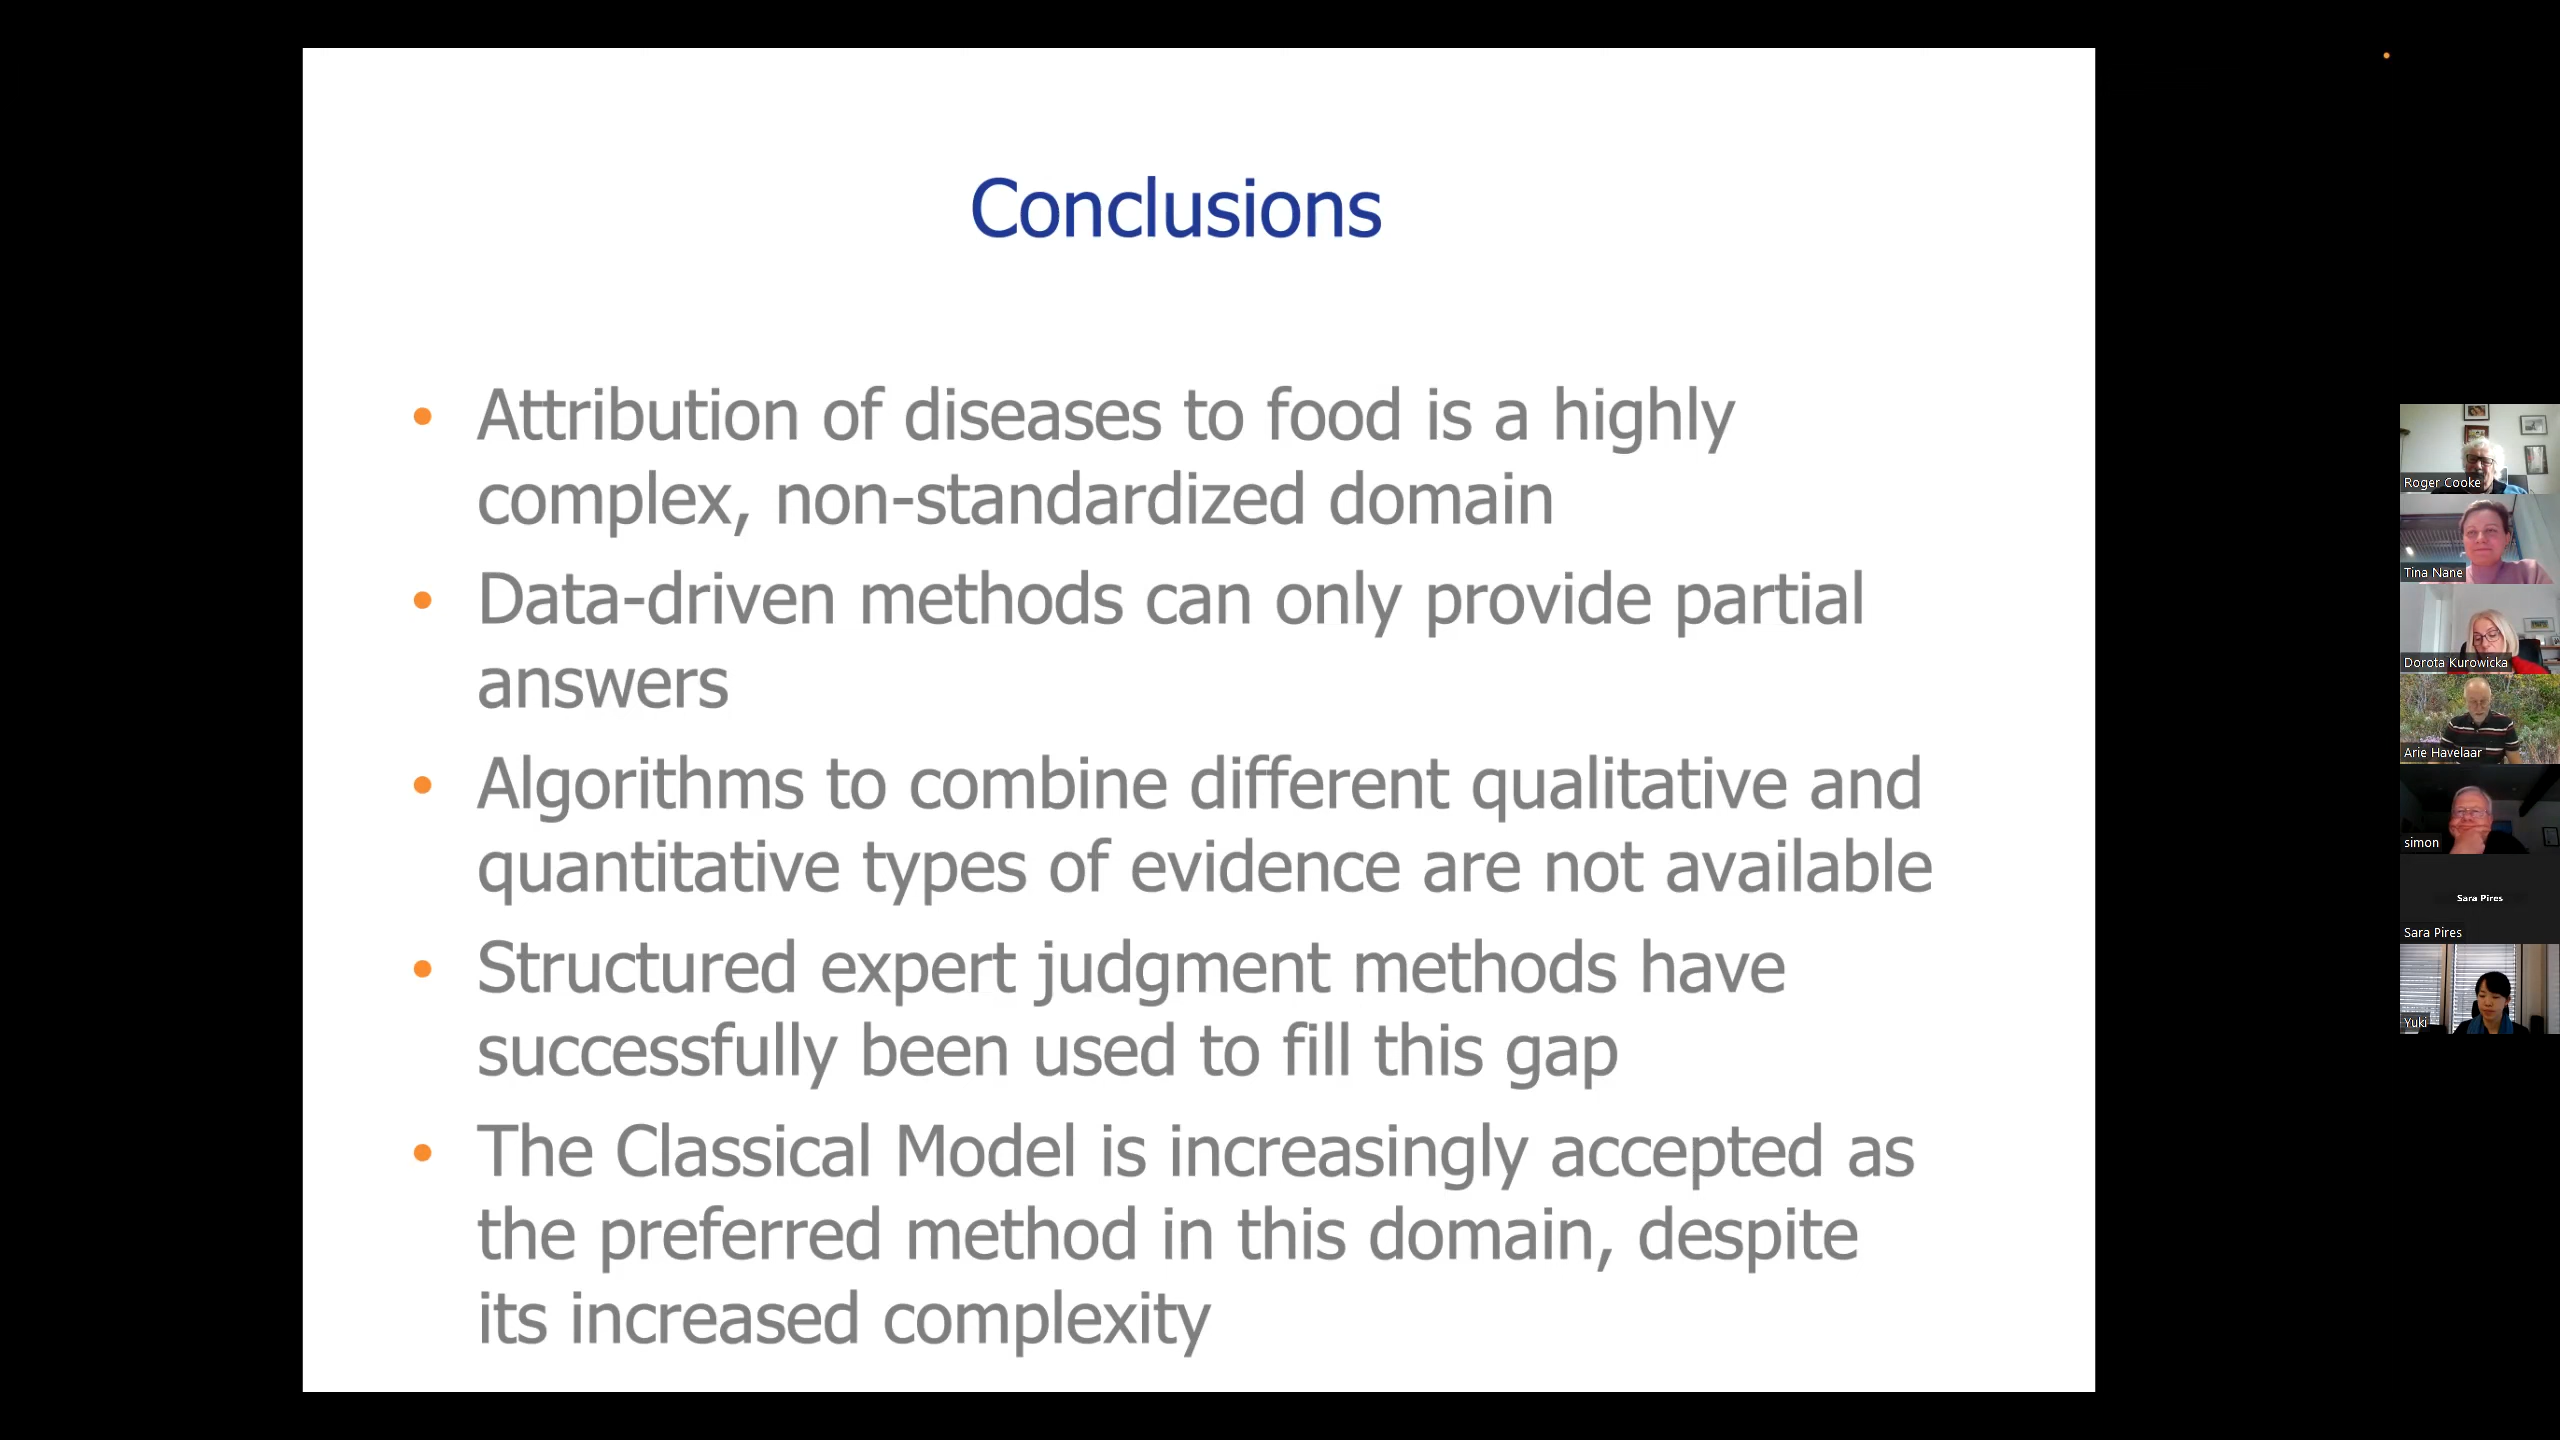 Conclusions
• Attribution of diseases to food is a highly
complex, non-standardized domain
• Data-driven methods can only provide partial
answers
• Algorithms to combine different qualitative and
quantitative types of evidence are not available
• Structured expert judgment methods have
successfully been used to fill this gap
• The Classical Model is increasingly accepted as
the preferred method in this domain, despite
its increased complexity
Roger Cooke
Tina Nane
Dorota Kurowicka
Arie Havelaar
simon
Sara Pires
Sara Pires
Yuki